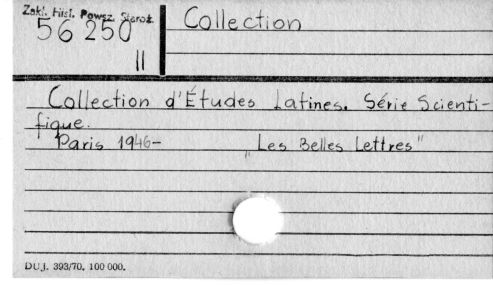 Zakł. Hist. Powsz. Staroż.
56 250
II
Collection
Collection d'Études Latines. Série Scienti-
fique.
Paris 1946- „Les Belles Lettres"
DUJ. 393/70. 100 000.